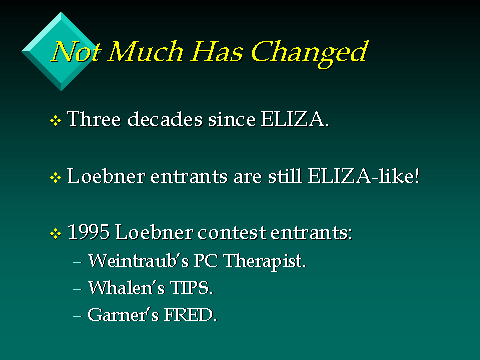 Not Much Has Changed
Three decades since ELIZA.
Loebner entrants are still ELIZA-like!
1995 Loebner contest entrants:
– Weintraub's PC Therapist.
– Whalen's TIPS.
– Garner's FRED.